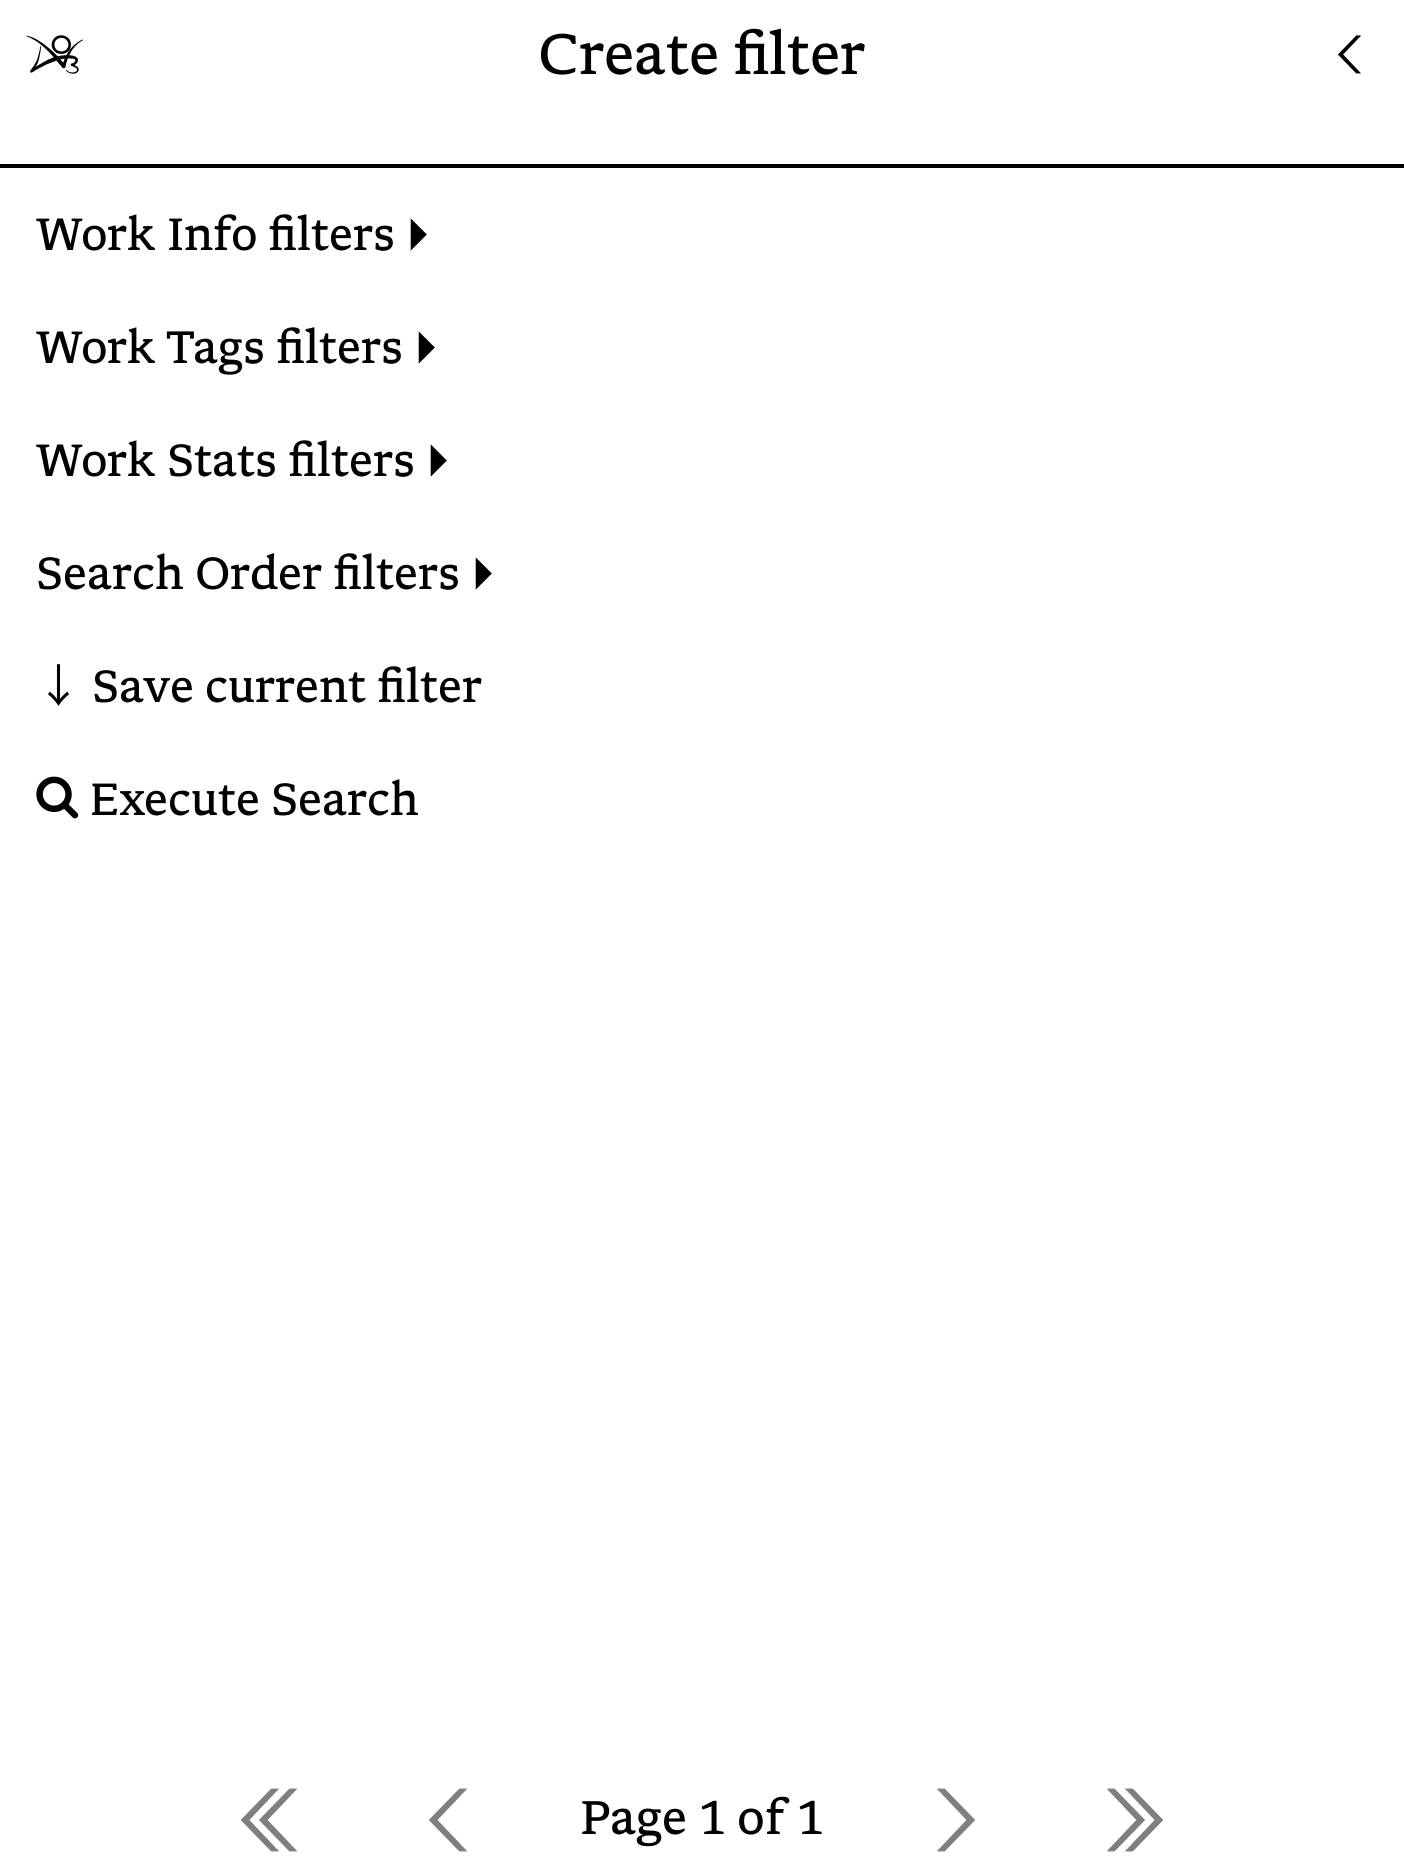 Create filter
Work Info filters
Work Tags filters
Work Stats filters
Search Order filters
Save current filter
Execute Search
Page 1 of 1